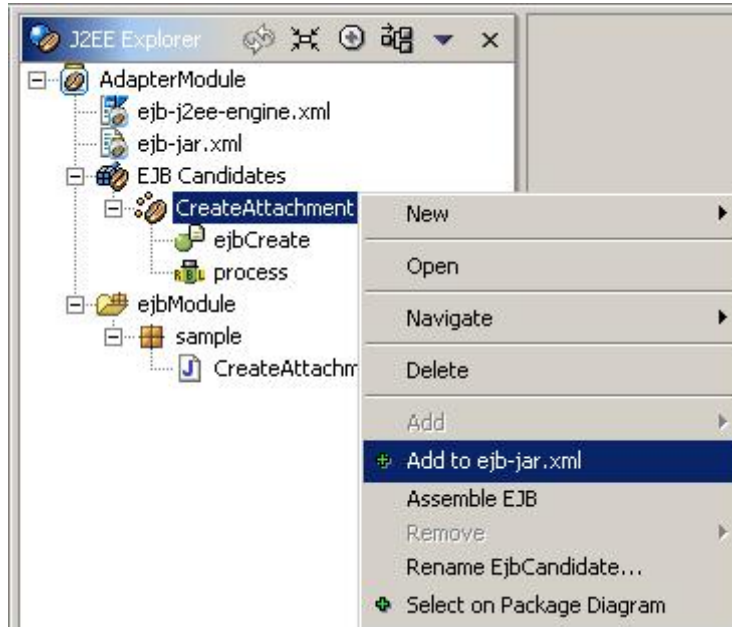 J2EE Explorer
AdapterModule
ejb-j2ee-engine.xml
ejb-jar.xml
EJB Candidates
CreateAttachment
ejbCreate
process
ejbModule
sample
CreateAttachm
New
Open
Navigate
Delete
Add
Add to ejb-jar.xml
Assemble EJB
Remove
Rename EjbCandidate...
Select on Package Diagram